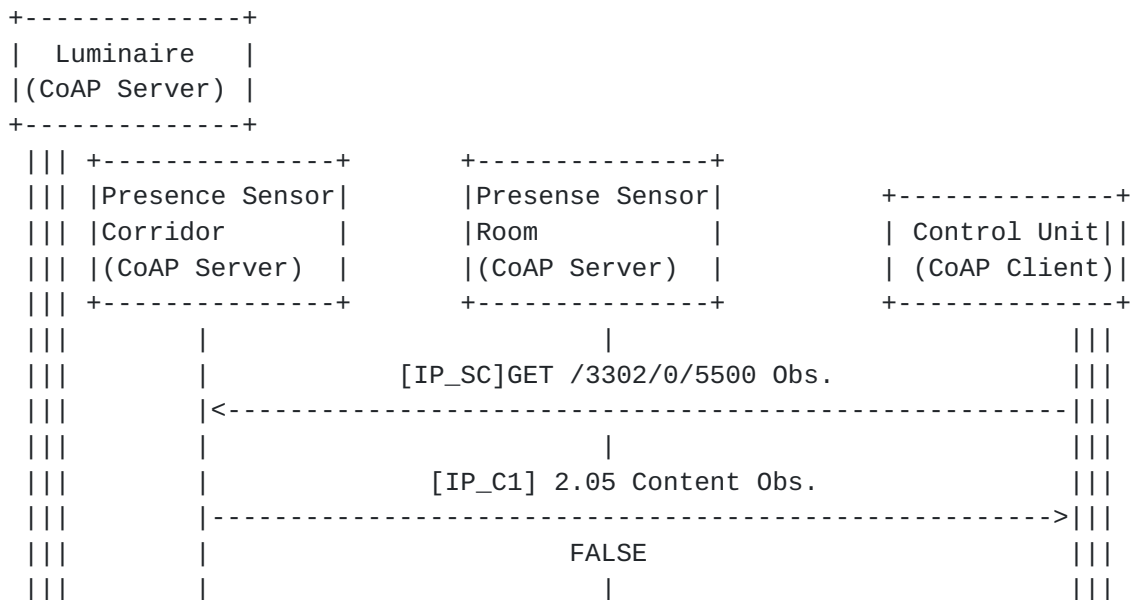 +--------------+
|  Luminaire   |
|(CoAP Server) |
+--------------+
 ||| +---------------+       +---------------+
 ||| |Presence Sensor|       |Presense Sensor|          +--------------+
 ||| |Corridor       |       |Room           |          | Control Unit||
 ||| |(CoAP Server)  |       |(CoAP Server)  |          | (CoAP Client)|
 ||| +---------------+       +---------------+          +--------------+
 |||        |                         |                             |||
 |||        |            [IP_SC]GET /3302/0/5500 Obs.               |||
 |||        |<------------------------------------------------------|||
 |||        |                         |                             |||
 |||        |              [IP_C1] 2.05 Content Obs.                |||
 |||        |------------------------------------------------------>|||
 |||        |                       FALSE                           |||
 |||        |                         |                             |||